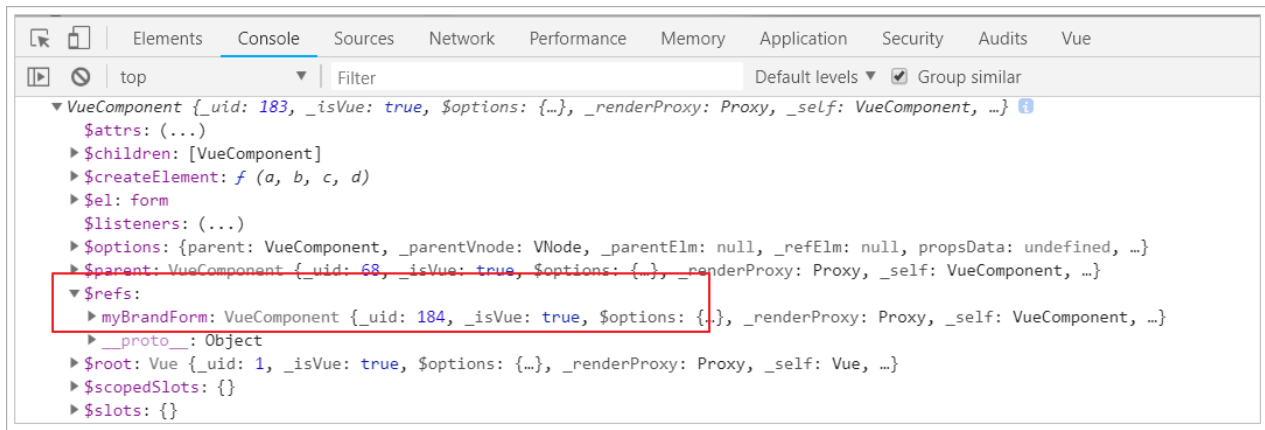 Elements Console Sources Network Performance Memory Application Security Audits Vue
top ▼ Filter Default levels ▼ Group similar
▼VueComponent {_uid: 183, _isVue: true, $options: {…}, _renderProxy: Proxy, _self: VueComponent, …}
$attrs: (...)
▶$children: [VueComponent]
▶$createElement: ƒ (a, b, c, d)
▶$el: form
$listeners: (...)
▶$options: {parent: VueComponent, _parentVnode: VNode, _parentElm: null, _refElm: null, propsData: undefined, …}
▶$parent: VueComponent {_uid: 68, _isVue: true, $options: {…}, _renderProxy: Proxy, _self: VueComponent, …}
▼$refs:
▶myBrandForm: VueComponent {_uid: 184, _isVue: true, $options: {…}, _renderProxy: Proxy, _self: VueComponent, …}
▶__proto__: Object
▶$root: Vue {_uid: 1, _isVue: true, $options: {…}, _renderProxy: Proxy, _self: Vue, …}
▶$scopedSlots: {}
▶$slots: {}